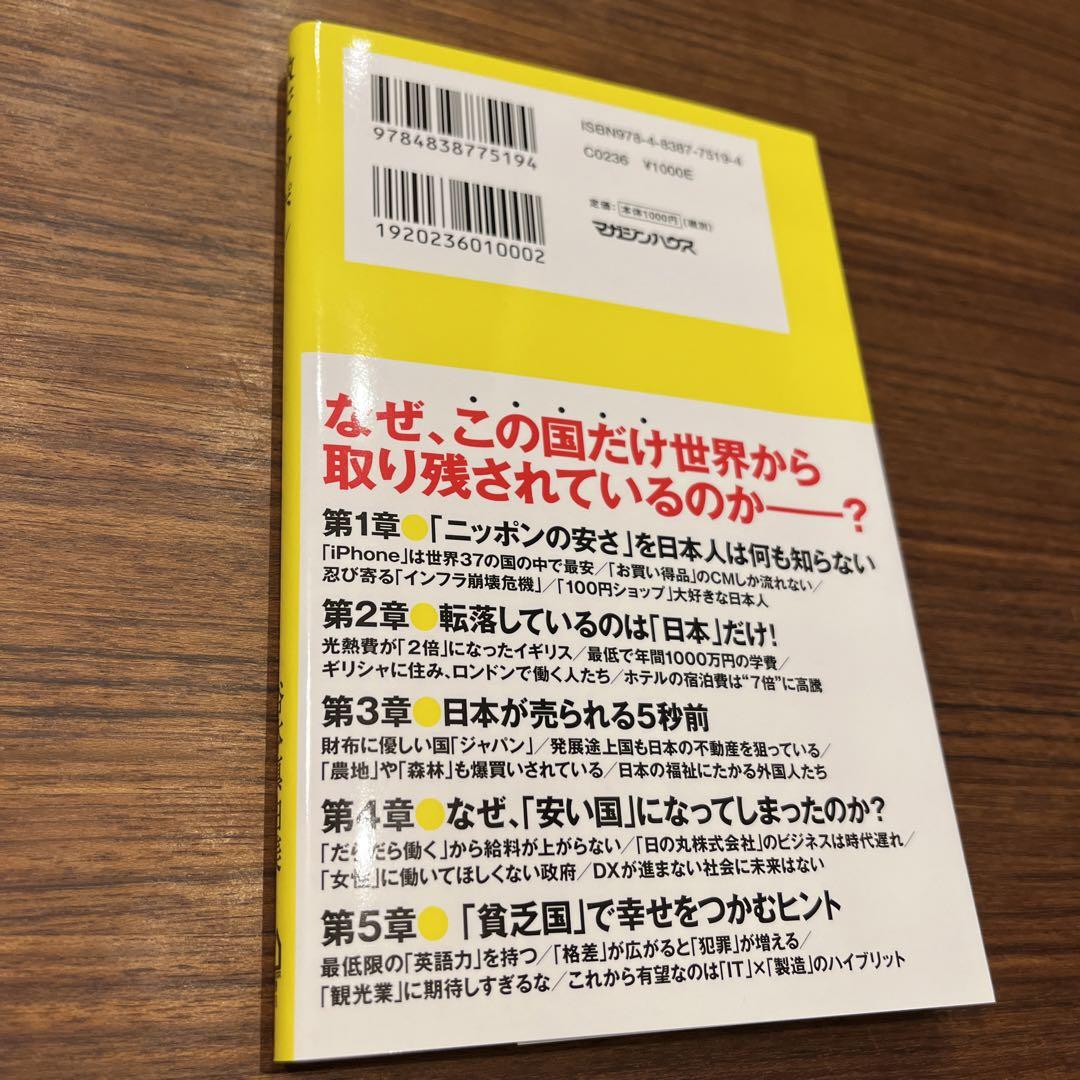 9784838775194
ISBN978-4-8387-7519-4
C0236 ¥1000E
1920236010002
定価:本体1000円(税別)
マガジンハウス
なぜ、この国だけ世界から
取り残されているのか——?
第1章●「ニッポンの安さ」を日本人は何も知らない
「iPhone」は世界37の国の中で最安/「お買い得品」のCMしか流れない/
忍び寄る「インフラ崩壊危機」/「100円ショップ」大好きな日本人
第2章●転落しているのは「日本」だけ!
光熱費が「2倍」になったイギリス/最低で年間1000万円の学費/
ギリシャに住み、ロンドンで働く人たち/ホテルの宿泊費は“7倍”に高騰
第3章●日本が売られる5秒前
財布に優しい国「ジャパン」/発展途上国も日本の不動産を狙っている/
「農地」や「森林」も爆買いされている/日本の福祉にたかる外国人たち
第4章●なぜ、「安い国」になってしまったのか?
「だらだら働く」から給料が上がらない/「日の丸株式会社」のビジネスは時代遅れ/
「女性」に働いてほしくない政府/DXが進まない社会に未来はない
第5章●「貧乏国」で幸せをつかむヒント
最低限の「英語力」を持つ/「格差」が広がると「犯罪」が増える/
「観光業」に期待しすぎるな/これから有望なのは「IT」×「製造」のハイブリット